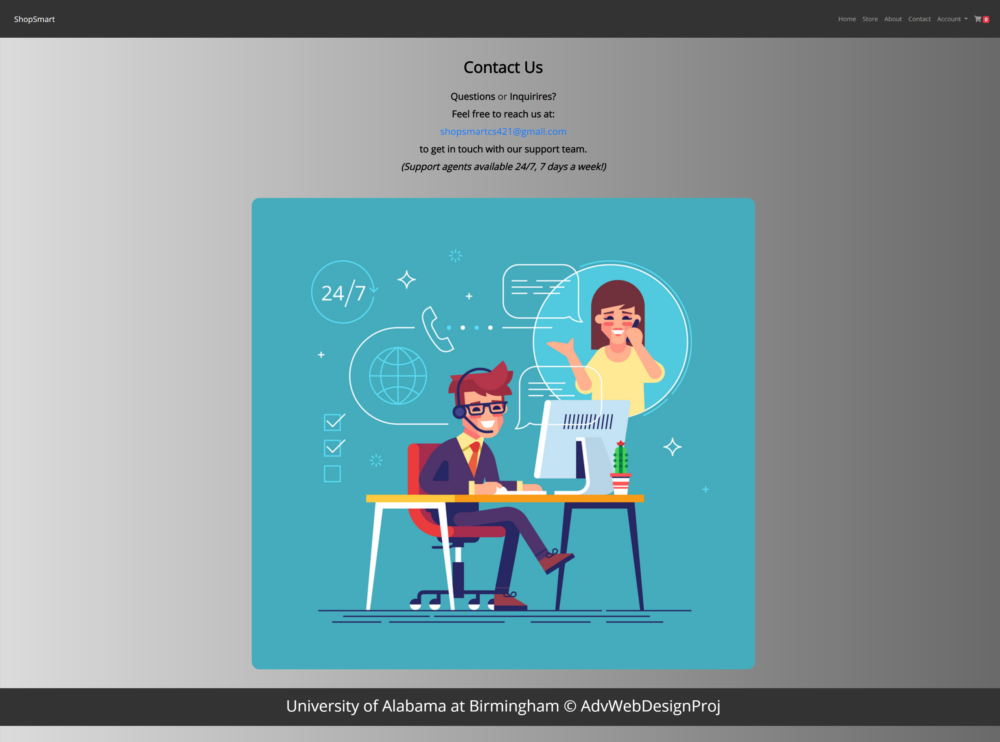 ShopSmart
Home Store About Contact Account 0
Contact Us
Questions or Inquirires?
Feel free to reach us at:
shopsmartcs421@gmail.com
to get in touch with our support team.
(Support agents available 24/7, 7 days a week!)
24/7
University of Alabama at Birmingham © AdvWebDesignProj